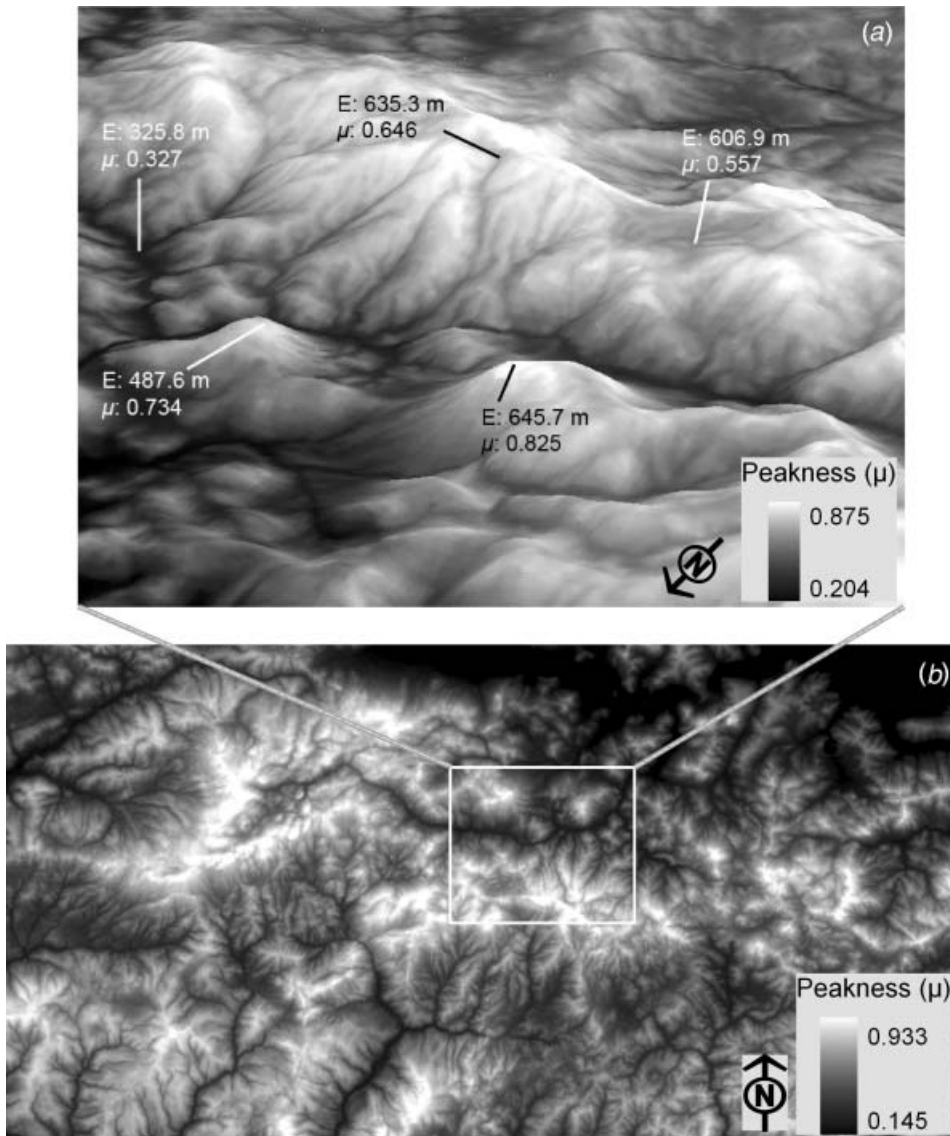 (a)
E: 635.3 m
μ: 0.646
E: 325.8 m
μ: 0.327
E: 606.9 m
μ: 0.557
E: 487.6 m
μ: 0.734
E: 645.7 m
μ: 0.825
Peakness (μ)
0.875
0.204
N
(b)
Peakness (μ)
0.933
0.145
N